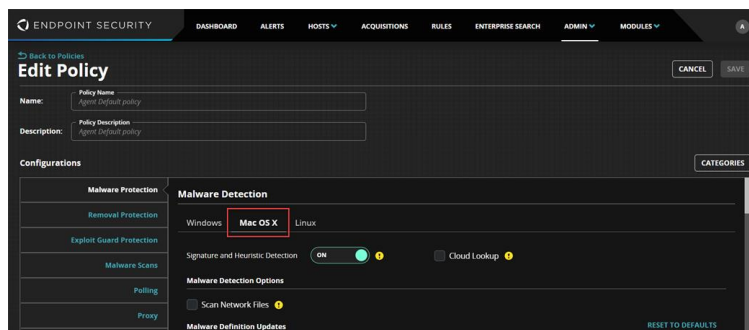 ENDPOINT SECURITY
DASHBOARD ALERTS HOSTS ACQUISITIONS RULES ENTERPRISE SEARCH ADMIN MODULES A
Back to Policies
Edit Policy
CANCEL SAVE
Policy Name
Name: Agent Default policy
Policy Description
Description: Agent Default policy
Configurations
CATEGORIES
Malware Protection
Removal Protection
Exploit Guard Protection
Malware Scans
Polling
Proxy
Malware Detection
Windows Mac OS X Linux
Signature and Heuristic Detection ON ! Cloud Lookup !
Malware Detection Options
Scan Network Files !
Malware Definition Updates RESET TO DEFAULTS